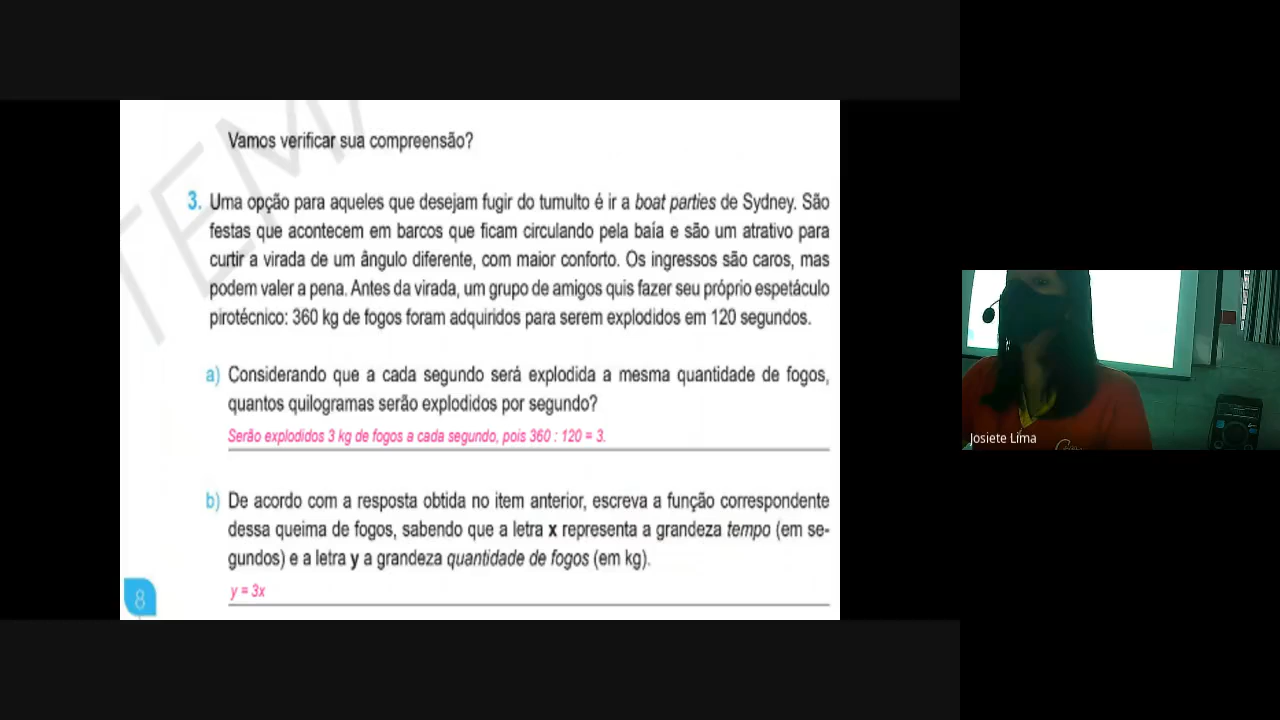 TEMA
Vamos verificar sua compreensão?
3. Uma opção para aqueles que desejam fugir do tumulto é ir a boat parties de Sydney. São
festas que acontecem em barcos que ficam circulando pela baía e são um atrativo para
curtir a virada de um ângulo diferente, com maior conforto. Os ingressos são caros, mas
podem valer a pena. Antes da virada, um grupo de amigos quis fazer seu próprio espetáculo
pirotécnico: 360 kg de fogos foram adquiridos para serem explodidos em 120 segundos.
a) Considerando que a cada segundo será explodida a mesma quantidade de fogos,
quantos quilogramas serão explodidos por segundo?
Serão explodidos 3 kg de fogos a cada segundo, pois 360 : 120 = 3.
b) De acordo com a resposta obtida no item anterior, escreva a função correspondente
dessa queima de fogos, sabendo que a letra x representa a grandeza tempo (em se-
gundos) e a letra y a grandeza quantidade de fogos (em kg).
y = 3x
8
Josiete Lima